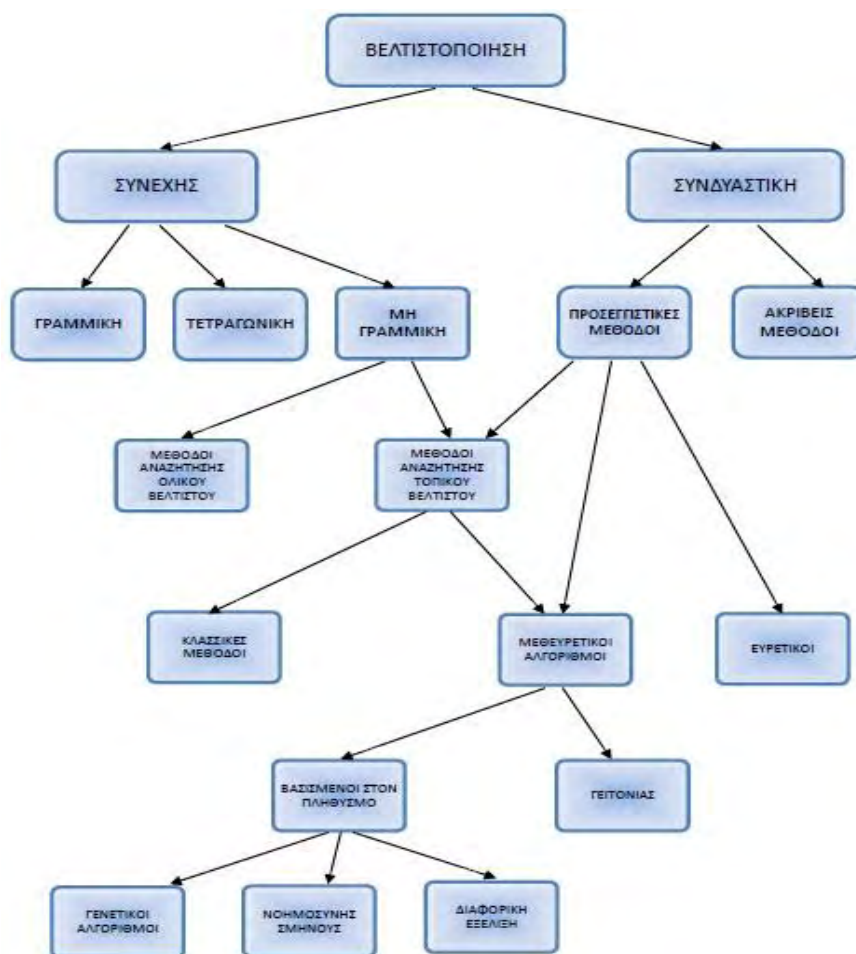 ΒΕΛΤΙΣΤΟΠΟΙΗΣΗ
ΣΥΝΕΧΗΣ
ΣΥΝΔΥΑΣΤΙΚΗ
ΓΡΑΜΜΙΚΗ
ΤΕΤΡΑΓΩΝΙΚΗ
ΜΗ
ΓΡΑΜΜΙΚΗ
ΠΡΟΣΕΓΓΙΣΤΙΚΕΣ
ΜΕΘΟΔΟΙ
ΑΚΡΙΒΕΙΣ
ΜΕΘΟΔΟΙ
ΜΕΘΟΔΟΙ
ΑΝΑΖΗΤΗΣΗΣ
ΟΛΙΚΟΥ
ΒΕΛΤΙΣΤΟΥ
ΜΕΘΟΔΟΙ
ΑΝΑΖΗΤΗΣΗΣ
ΤΟΠΙΚΟΥ
ΒΕΛΤΙΣΤΟΥ
ΚΛΑΣΣΙΚΕΣ
ΜΕΘΟΔΟΙ
ΜΕΘΕΥΡΕΤΙΚΟΙ
ΑΛΓΟΡΙΘΜΟΙ
ΕΥΡΕΤΙΚΟΙ
ΒΑΣΙΣΜΕΝΟΙ ΣΤΟΝ
ΠΛΗΘΥΣΜΟ
ΓΕΙΤΟΝΙΑΣ
ΓΕΝΕΤΙΚΟΙ
ΑΛΓΟΡΙΘΜΟΙ
ΝΟΗΜΟΣΥΝΗΣ
ΣΜΗΝΟΥΣ
ΔΙΑΦΟΡΙΚΗ
ΕΞΕΛΙΞΗ